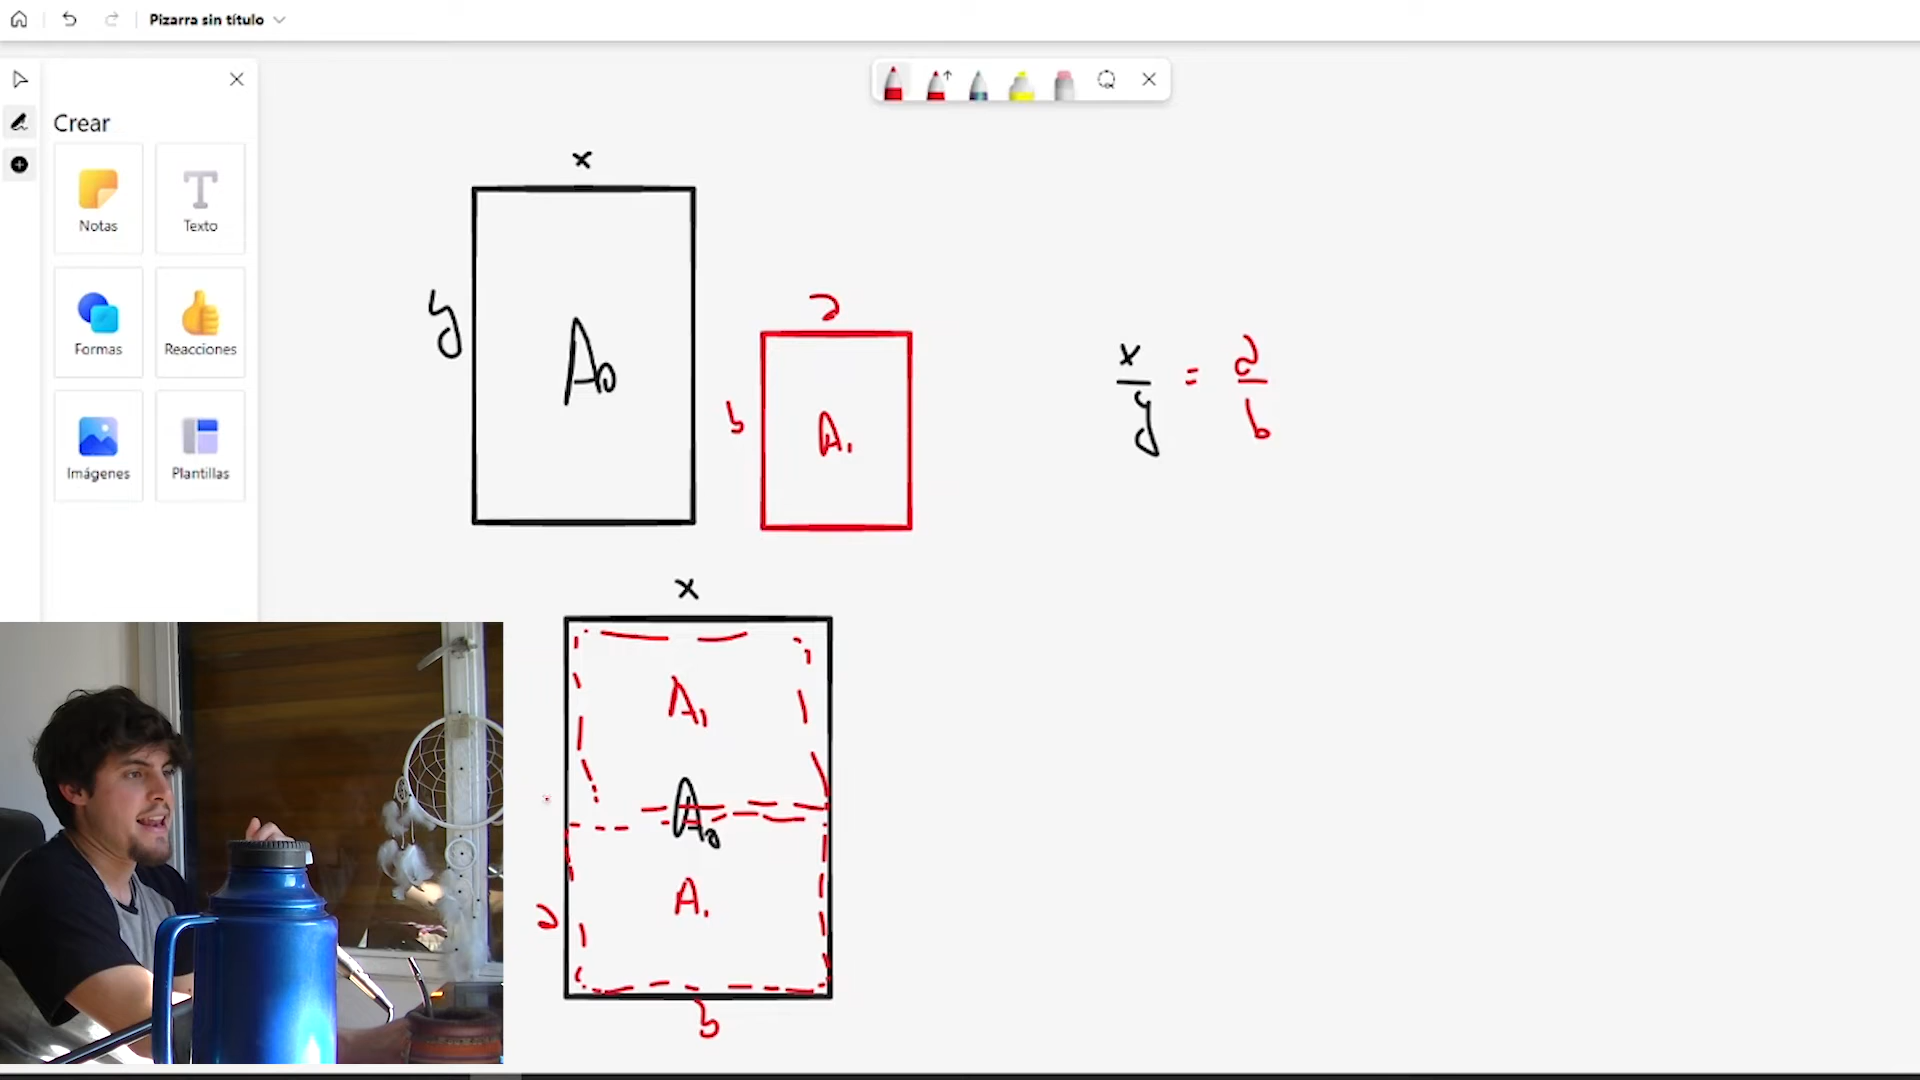 Pizarra sin título
Crear
Notas
Texto
Formas
Reacciones
Imágenes
Plantillas
x
y
A0
a
b
A1
x/y = a/b
x
A1
A0
A1
a
b